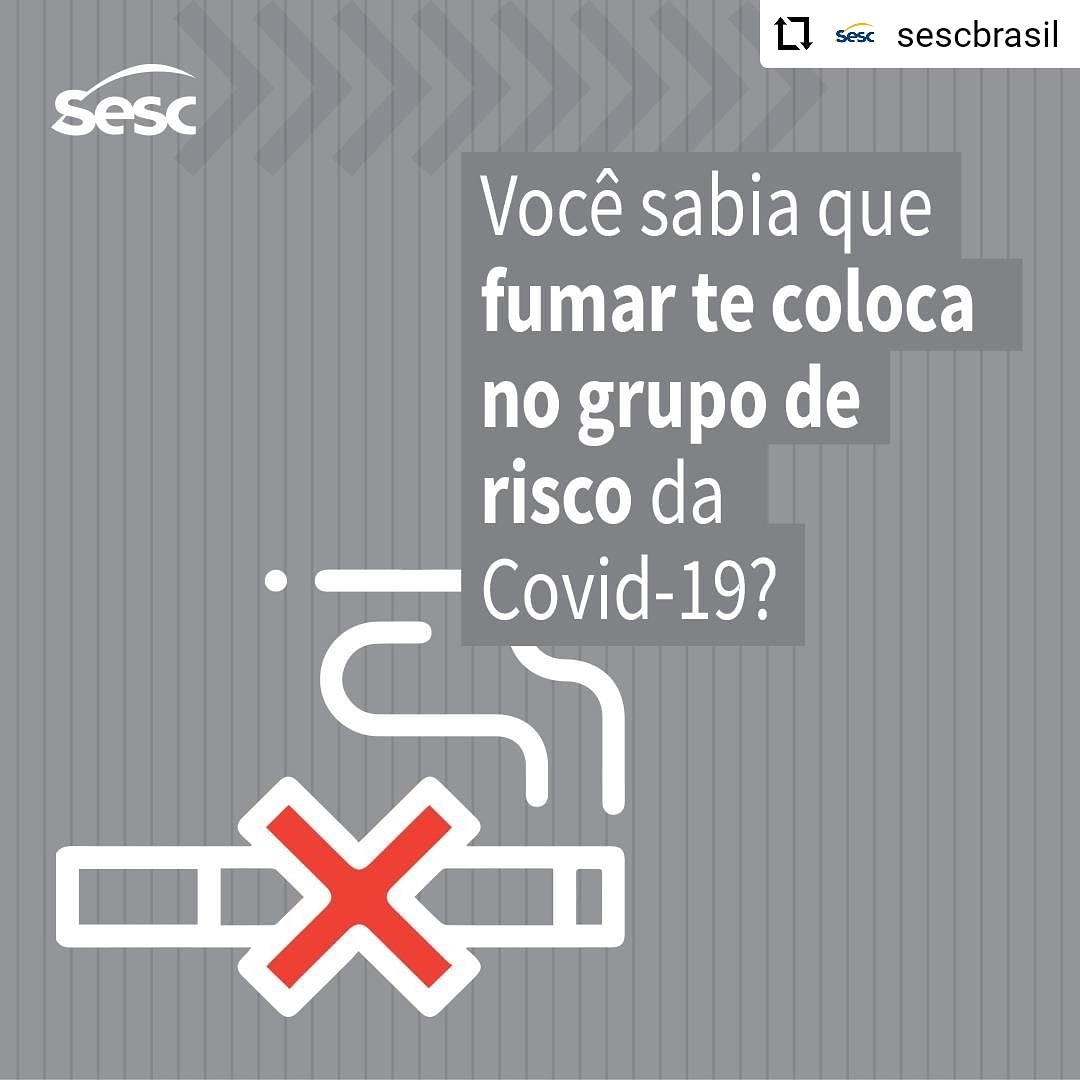 sesc sescbrasil
sesc
Você sabia que
fumar te coloca
no grupo de
risco da
Covid-19?